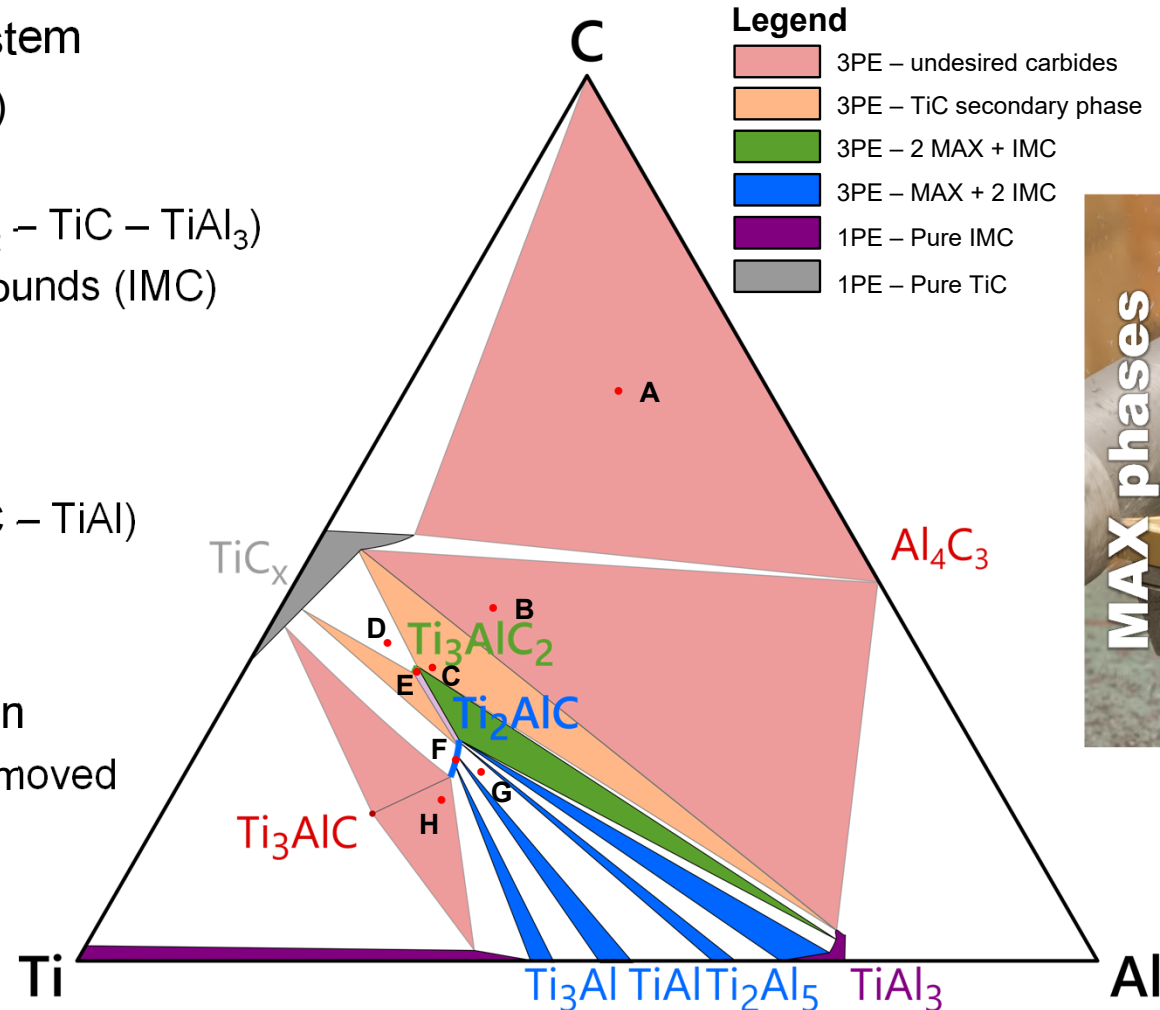 stem
)
– TiC – TiAl₃)
ounds (IMC)
C – TiAl)
n
moved
Legend
3PE – undesired carbides
3PE – TiC secondary phase
3PE – 2 MAX + IMC
3PE – MAX + 2 IMC
1PE – Pure IMC
1PE – Pure TiC
MAX phases
C
A
Al₄C₃
TiCₓ
B
D
Ti₃AlC₂
C
E
Ti₂AlC
F
G
H
Ti₃AlC
Ti
Ti₃Al
TiAl
Ti₂Al₅
TiAl₃
Al